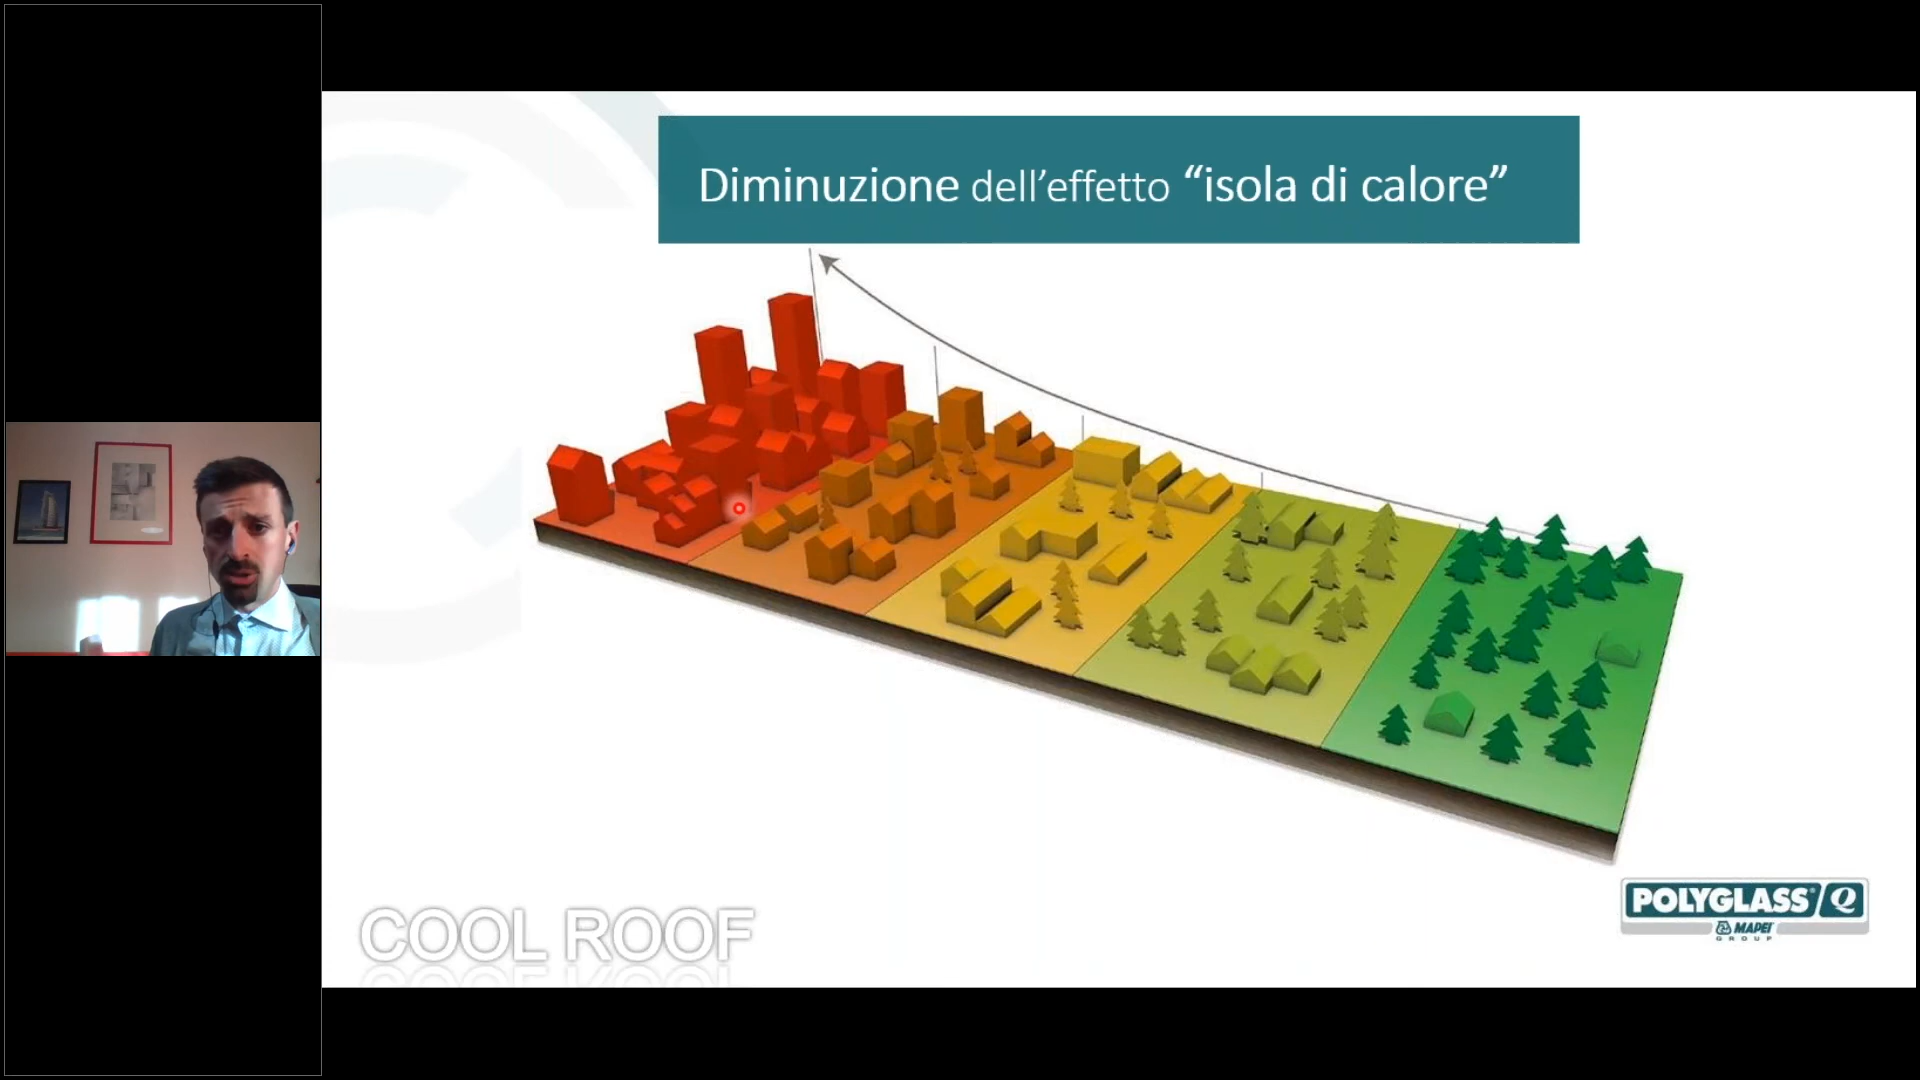 Diminuzione dell’effetto “isola di calore”
COOL ROOF
POLYGLASS® Q
MAPEI
GROUP